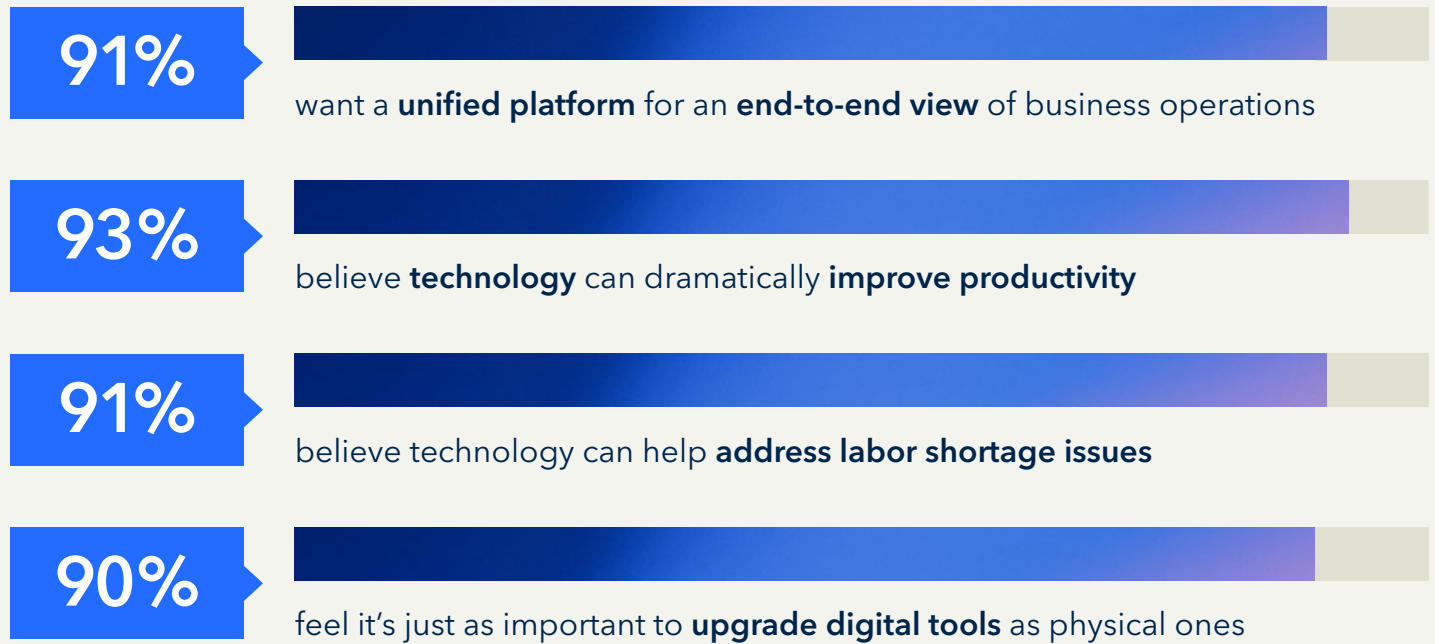 91%
want a unified platform for an end-to-end view of business operations
93%
believe technology can dramatically improve productivity
91%
believe technology can help address labor shortage issues
90%
feel it’s just as important to upgrade digital tools as physical ones